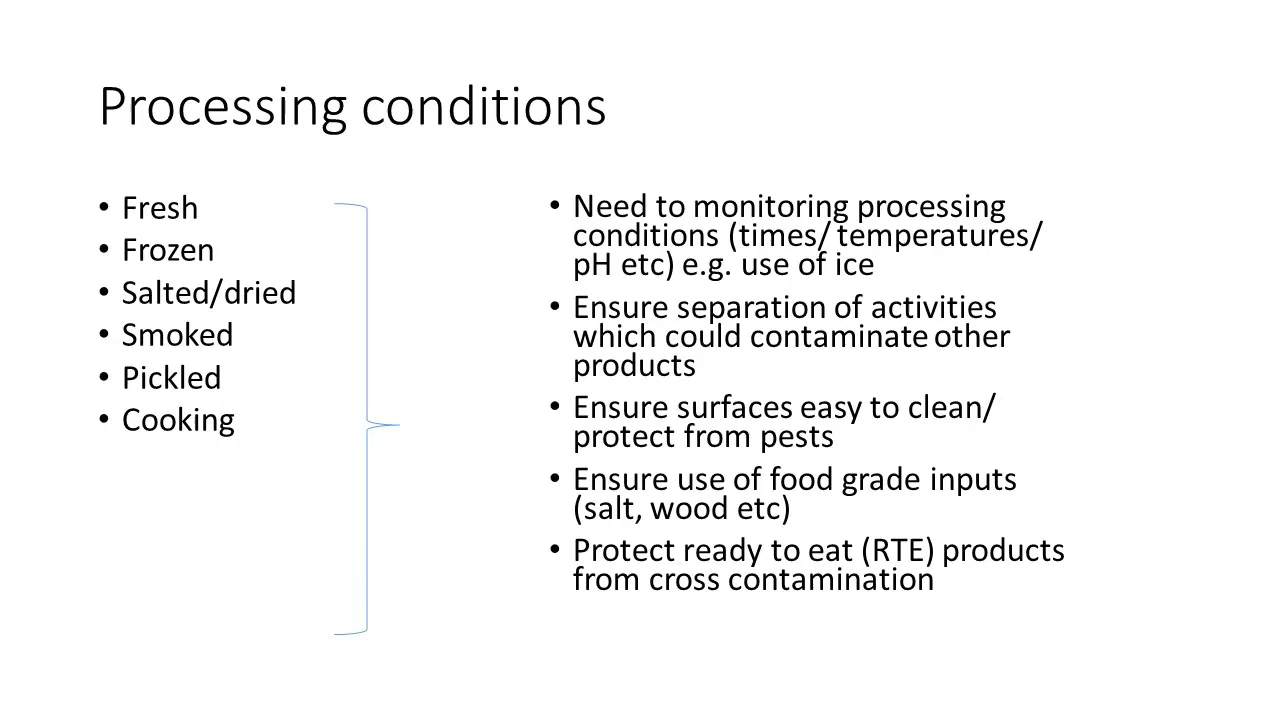 Processing conditions
• Fresh
• Frozen
• Salted/dried
• Smoked
• Pickled
• Cooking
• Need to monitoring processing
conditions (times/ temperatures/
pH etc) e.g. use of ice
• Ensure separation of activities
which could contaminate other
products
• Ensure surfaces easy to clean/
protect from pests
• Ensure use of food grade inputs
(salt, wood etc)
• Protect ready to eat (RTE) products
from cross contamination